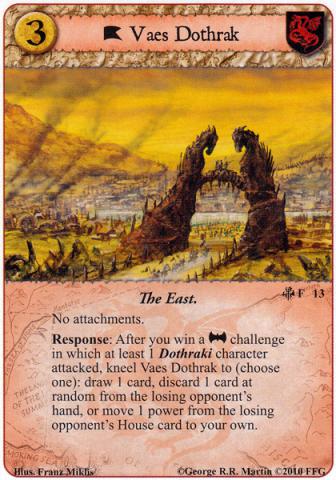 3
Vaes Dothrak
The East.
F 13
No attachments.
Response: After you win a challenge
in which at least 1 Dothraki character
attacked, kneel Vaes Dothrak to (choose
one): draw 1 card, discard 1 card at
random from the losing opponent's
hand, or move 1 power from the losing
opponent's House card to your own.
Illus. Franz Miklis/
©George R.R. Martin ©2010 FFG